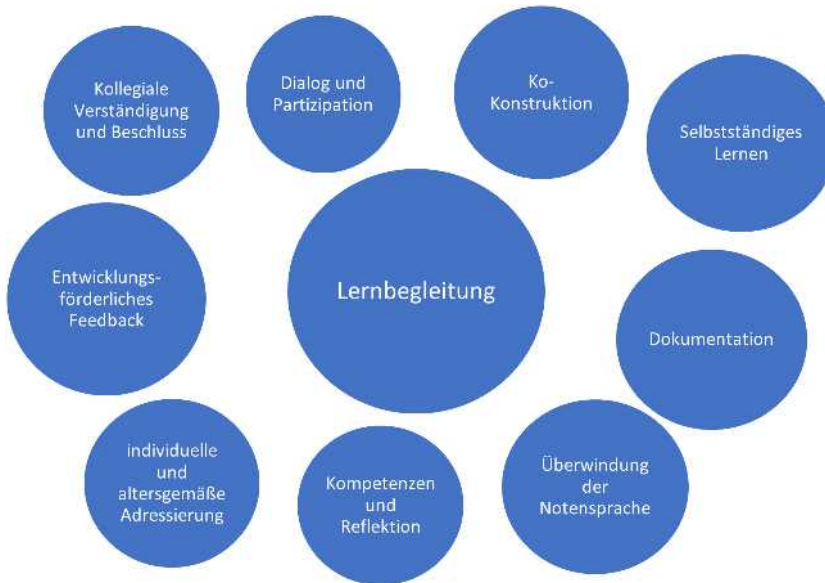 Kollegiale
Verständigung
und Beschluss
Dialog und
Partizipation
Ko-
Konstruktion
Selbstständiges
Lernen
Entwicklungs-
förderliches
Feedback
Lernbegleitung
Dokumentation
individuelle
und
altersgemäße
Adressierung
Kompetenzen
und
Reflektion
Überwindung
der
Notensprache